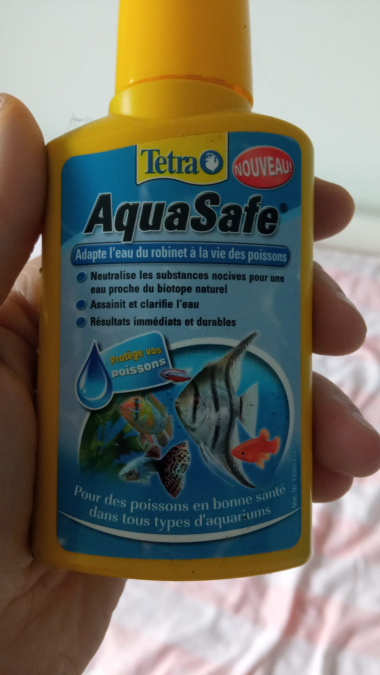 Tetra
NOUVEAU!
AquaSafe®
Adapte l'eau du robinet à la vie des poissons
Neutralise les substances nocives pour une
eau proche du biotope naturel
Assainit et clarifie l'eau
Résultats immédiats et durables
Protège vos
poissons
Pour des poissons en bonne santé
dans tous types d'aquariums